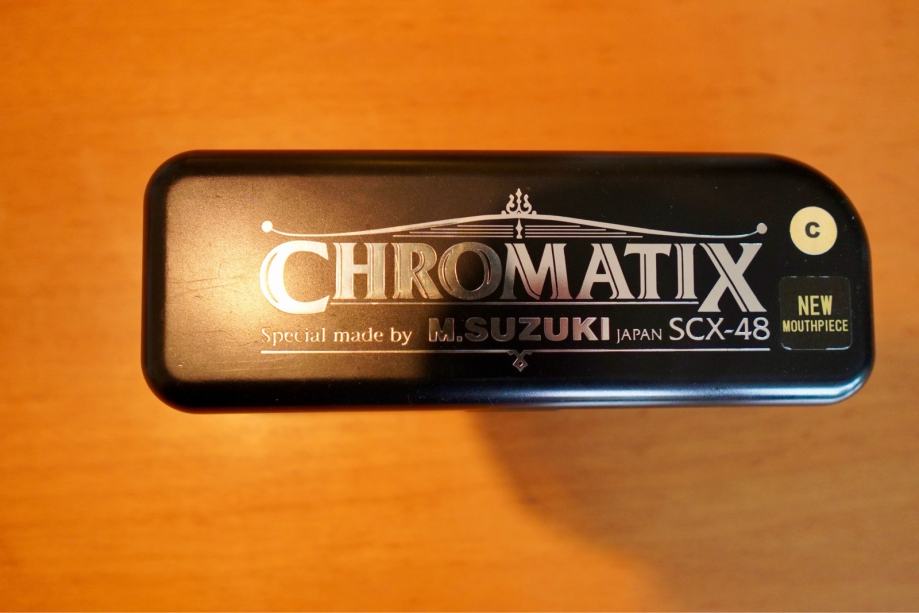 CHROMATIX
Special made by M.SUZUKI JAPAN SCX-48
C
NEW
MOUTHPIECE